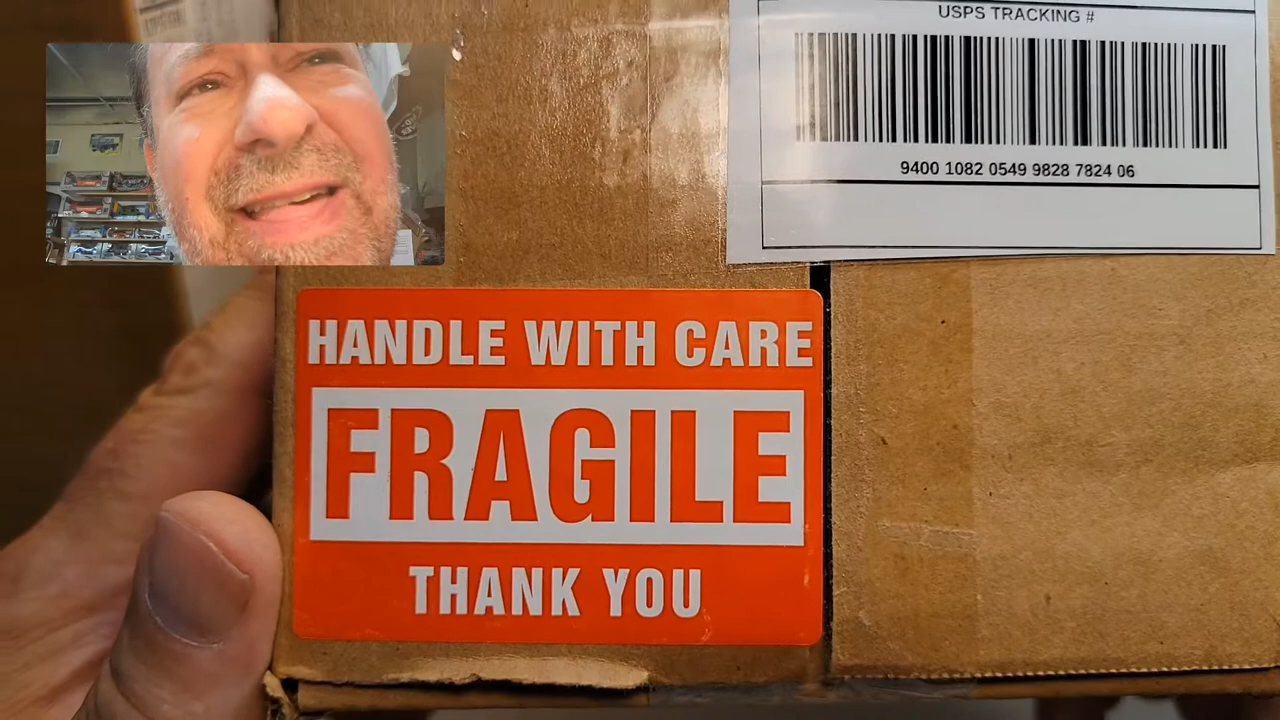 USPS TRACKING #
9400 1082 0549 9828 7824 06
HANDLE WITH CARE
FRAGILE
THANK YOU